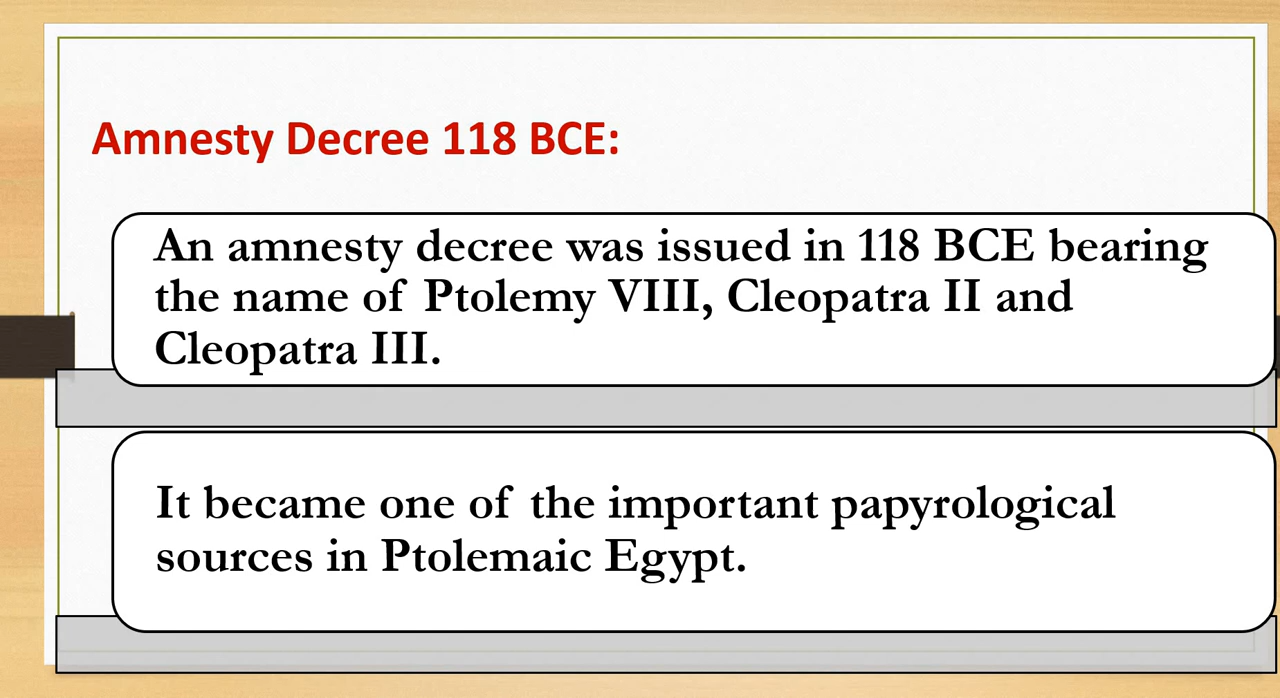 Amnesty Decree 118 BCE:
An amnesty decree was issued in 118 BCE bearing
the name of Ptolemy VIII, Cleopatra II and
Cleopatra III.
It became one of the important papyrological
sources in Ptolemaic Egypt.